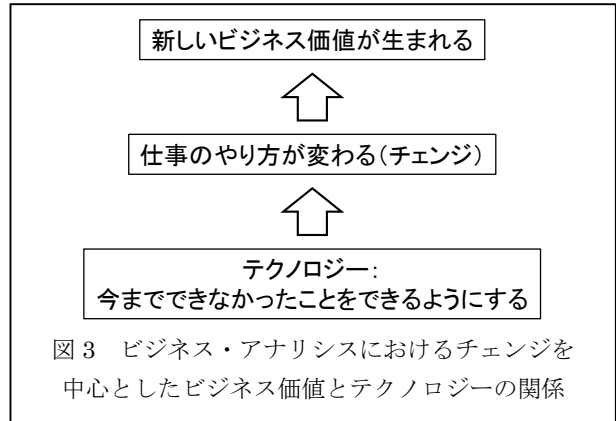 新しいビジネス価値が生まれる
仕事のやり方が変わる(チェンジ)
テクノロジー:
今までできなかったことをできるようにする
図 3　ビジネス・アナリシスにおけるチェンジを
中心としたビジネス価値とテクノロジーの関係